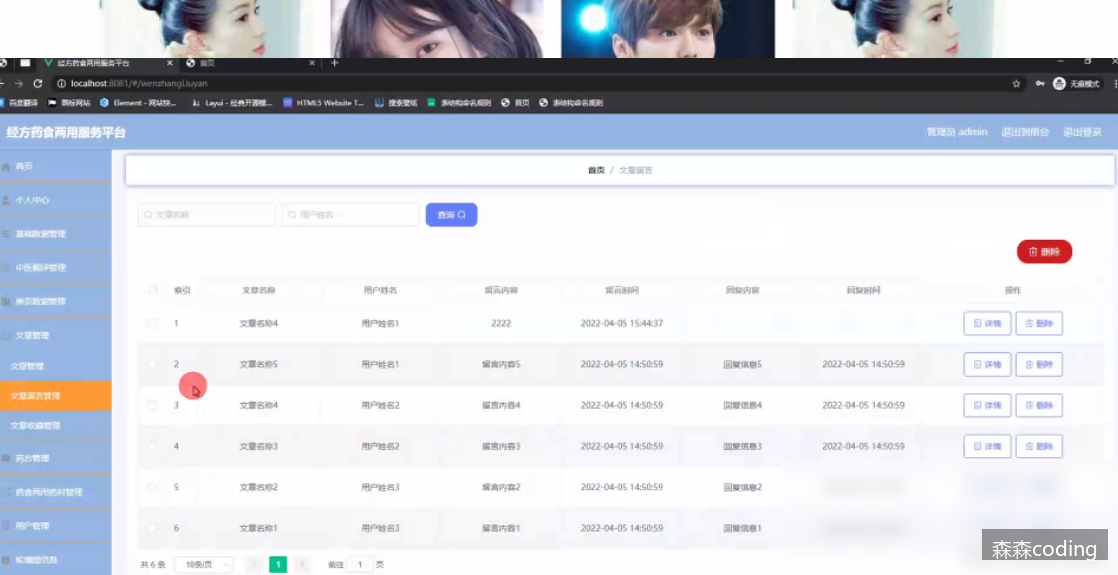 经方药食两用服务平台
首页
localhost:8081/#/wenzhangLiuyan
无痕模式
百度翻译
图标网站
Element - 网站快...
Layui - 经典开源模...
HTML5 Website T...
搜索壁纸
表结构命名规则
首页
表结构命名规则
经方药食两用服务平台
管理员 admin
退出到前台
退出登录
首页
个人中心
基础数据管理
中医翻译管理
单页数据管理
文章管理
文章管理
文章留言管理
文章收藏管理
药方管理
药食两用药材管理
用户管理
轮播图信息
首页 / 文章留言
文章名称
用户姓名
查询
删除
索引 文章名称 用户姓名 留言内容 留言时间 回复内容 回复时间 操作
1 文章名称4 用户姓名1 2222 2022-04-05 15:44:37 详情 删除
2 文章名称5 用户姓名1 留言内容5 2022-04-05 14:50:59 回复信息5 2022-04-05 14:50:59 详情 删除
3 文章名称4 用户姓名2 留言内容4 2022-04-05 14:50:59 回复信息4 2022-04-05 14:50:59 详情 删除
4 文章名称3 用户姓名2 留言内容3 2022-04-05 14:50:59 回复信息3 2022-04-05 14:50:59 详情 删除
5 文章名称2 用户姓名3 留言内容2 2022-04-05 14:50:59 回复信息2
6 文章名称1 用户姓名3 留言内容1 2022-04-05 14:50:59 回复信息1
共 6 条 10条/页 1 前往 1 页
森森coding